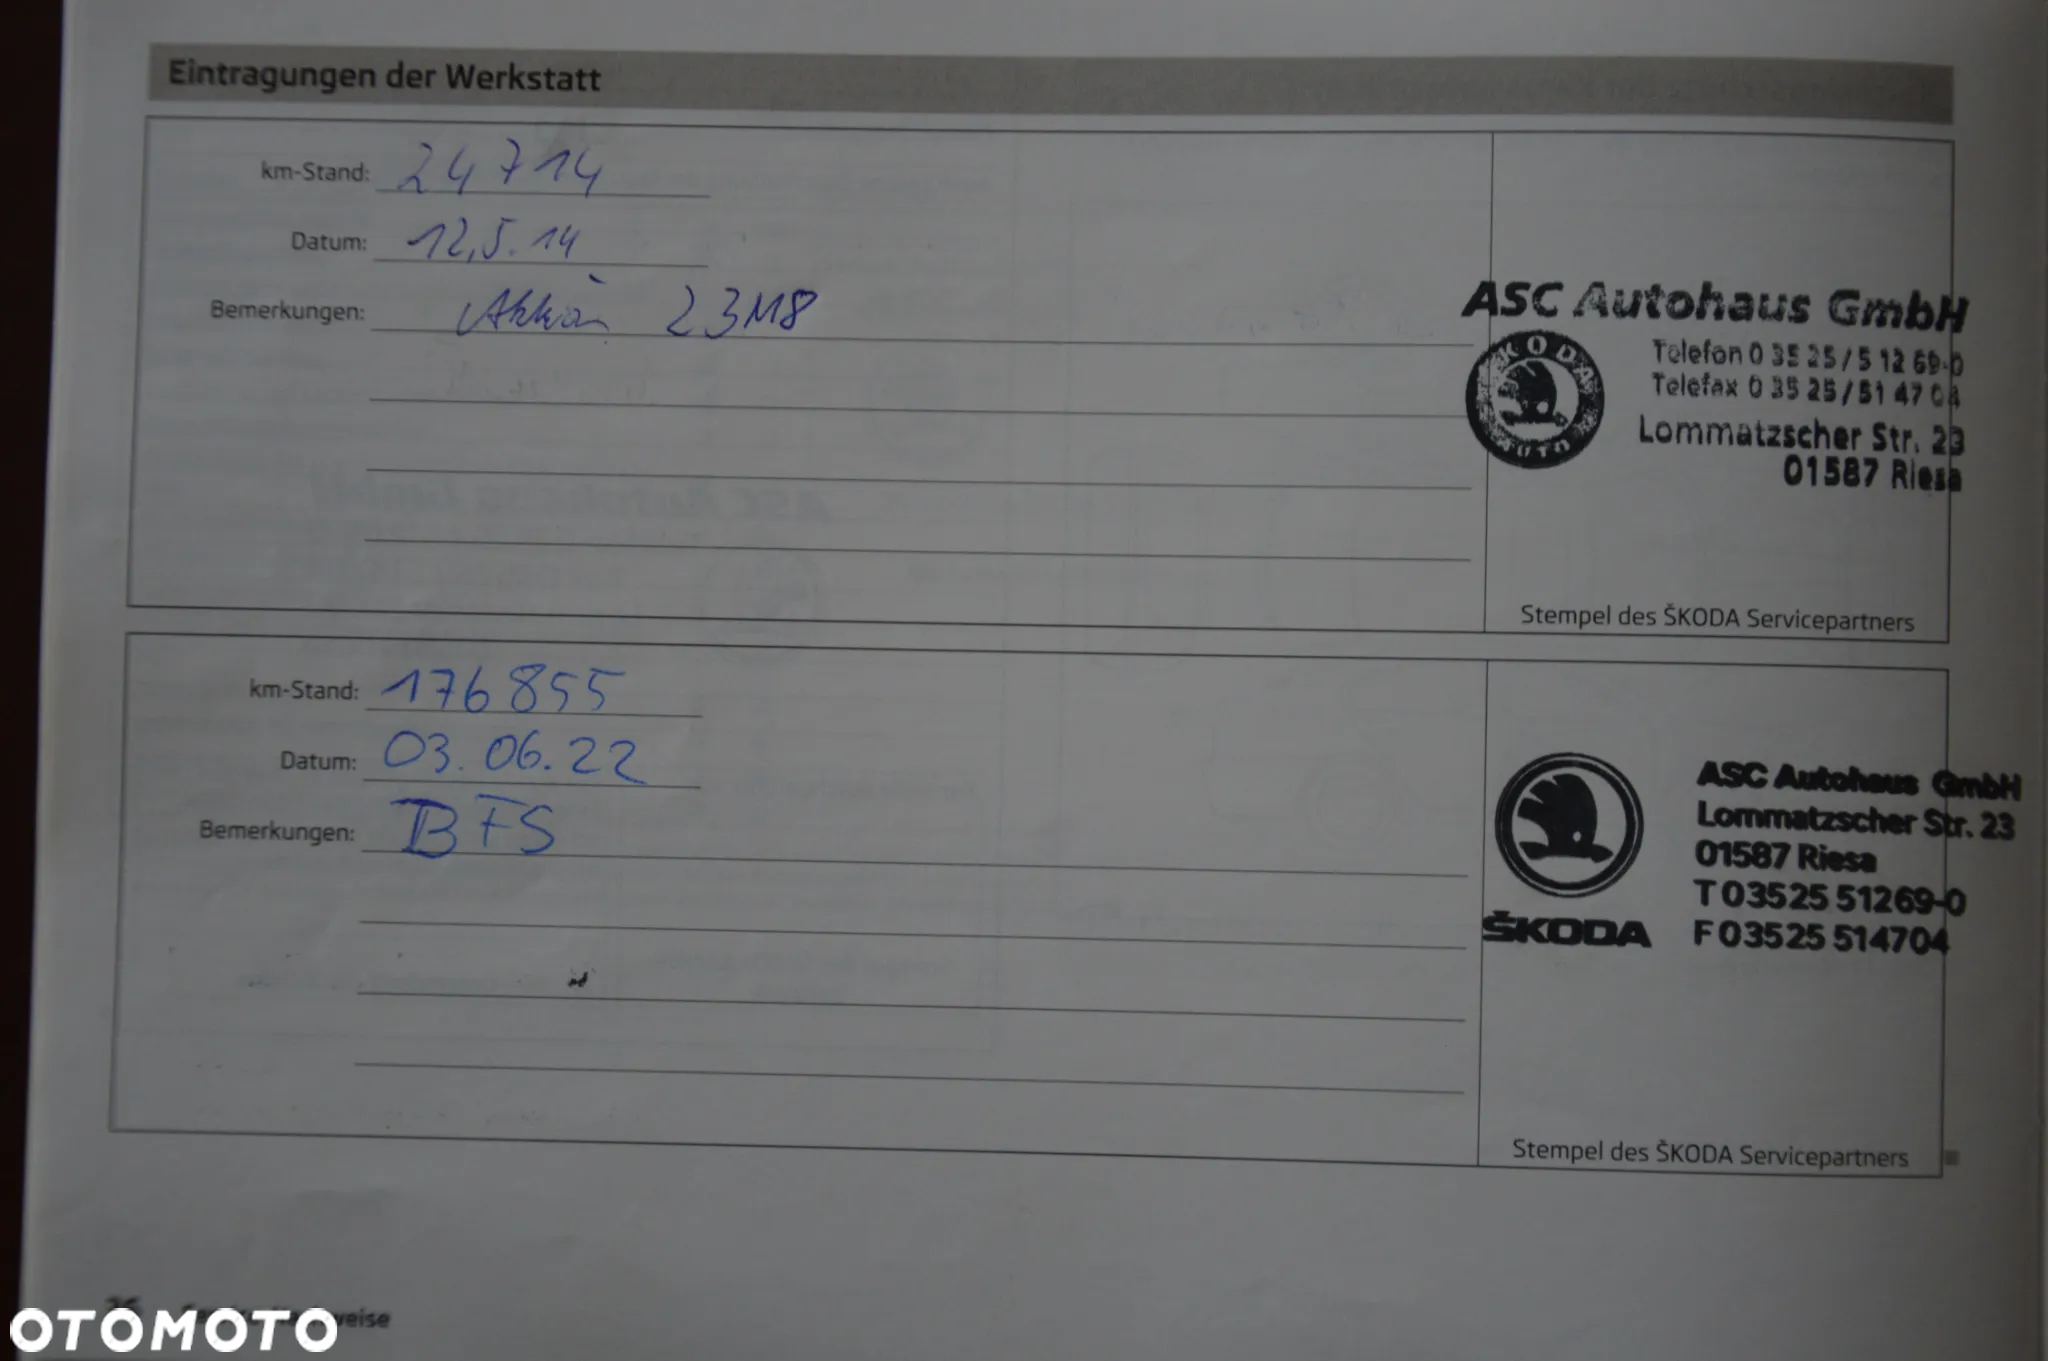 Eintragungen der Werkstatt
km-Stand: 24714
Datum: 12.5.14
Bemerkungen: Aktion 23M8
ASC Autohaus GmbH
SKODA AUTO
Telefon 0 35 25 / 5 12 69-0
Telefax 0 35 25 / 51 47 04
Lommatzscher Str. 23
01587 Riesa
Stempel des ŠKODA Servicepartners
km-Stand: 176855
Datum: 03.06.22
Bemerkungen: BFS
ŠKODA
ASC Autohaus GmbH
Lommatzscher Str. 23
01587 Riesa
T 03525 51269-0
F 03525 514704
Stempel des ŠKODA Servicepartners
OTOMOTO